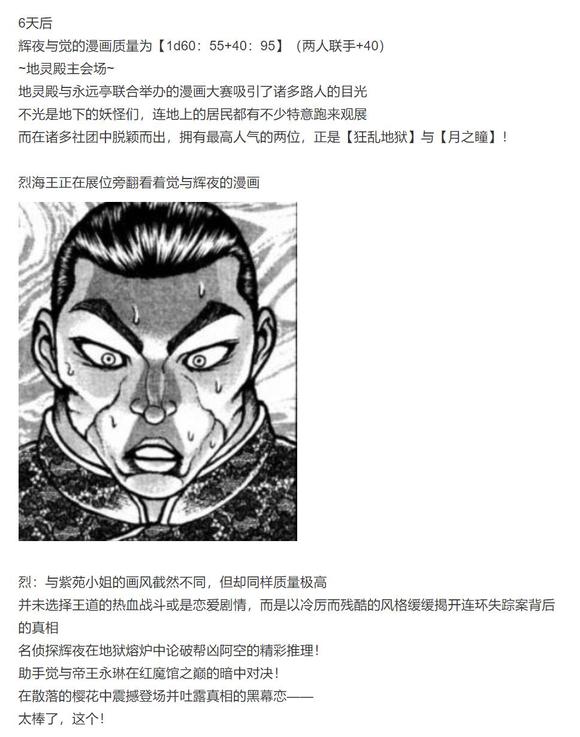 6天后
辉夜与觉的漫画质量为【1d60：55+40：95】（两人联手+40）
~地灵殿主会场~
地灵殿与永远亭联合举办的漫画大赛吸引了诸多路人的目光
不光是地下的妖怪们，连地上的居民都有不少特意跑来观展
而在诸多社团中脱颖而出，拥有最高人气的两位，正是【狂乱地狱】与【月之瞳】！
烈海王正在展位旁翻看着觉与辉夜的漫画
烈：与紫苑小姐的画风截然不同，但却同样质量极高
并未选择王道的热血战斗或是恋爱剧情，而是以冷厉而残酷的风格缓缓揭开连环失踪案背后
的真相
名侦探辉夜在地狱熔炉中论破帮凶阿空的精彩推理！
助手觉与帝王永琳在红魔馆之巅的暗中对决！
在散落的樱花中震撼登场并吐露真相的黑幕恋——
太棒了，这个！